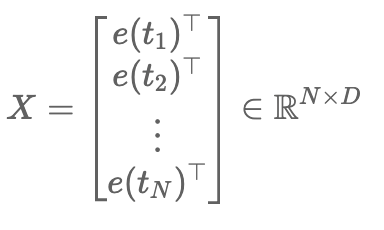 X = [ e(t₁)ᵀ
e(t₂)ᵀ
⋮
e(t_N)ᵀ ] ∈ ℝ^{N×D}